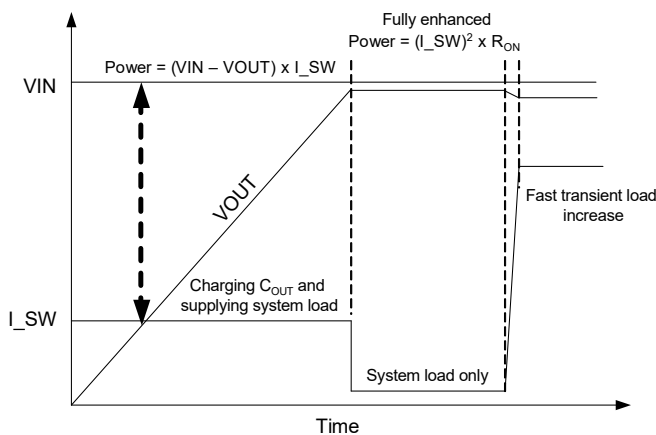 Fully enhanced
Power = (I_SW)² x R_ON
Power = (VIN – VOUT) x I_SW
VIN
VOUT
Fast transient load
increase
Charging C_OUT and
supplying system load
I_SW
System load only
Time